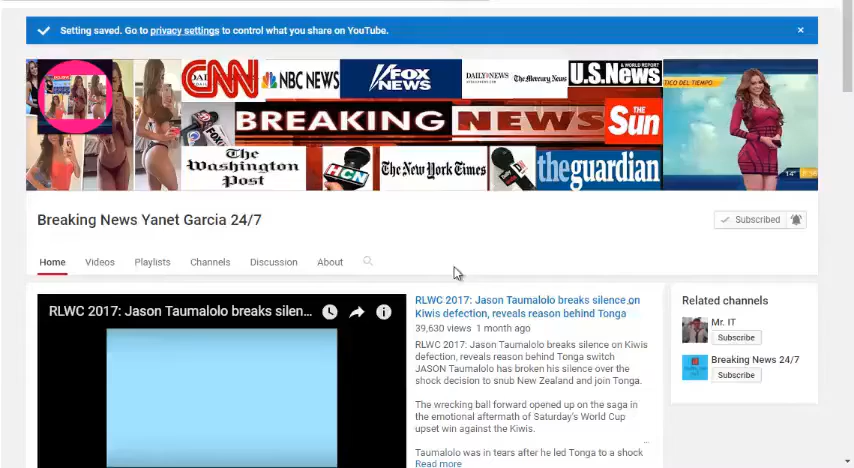 Setting saved. Go to privacy settings to control what you share on YouTube.
CNN
NBC NEWS
FOX
NEWS
DAILY NEWS
The Mercury News
U.S.News
& WORLD REPORT
TICO DEL TIEMPO.
BREAKING NEWS
THE
Sun
The
Washington
Post
HCN
The New York Times
theguardian
14°
Breaking News Yanet Garcia 24/7
Subscribed
Home
Videos
Playlists
Channels
Discussion
About
RLWC 2017: Jason Taumalolo breaks silen...
RLWC 2017: Jason Taumalolo breaks silence on
Kiwis defection, reveals reason behind Tonga
39,630 views 1 month ago
RLWC 2017: Jason Taumalolo breaks silence on Kiwis
defection, reveals reason behind Tonga switch
JASON Taumalolo has broken his silence over the
shock decision to snub New Zealand and join Tonga.
The wrecking ball forward opened up on the saga in
the emotional aftermath of Saturday's World Cup
upset win against the Kiwis.
...
Taumalolo was in tears after he led Tonga to a shock
Read more
Related channels
Mr. IT
Subscribe
Breaking News 24/7
Subscribe